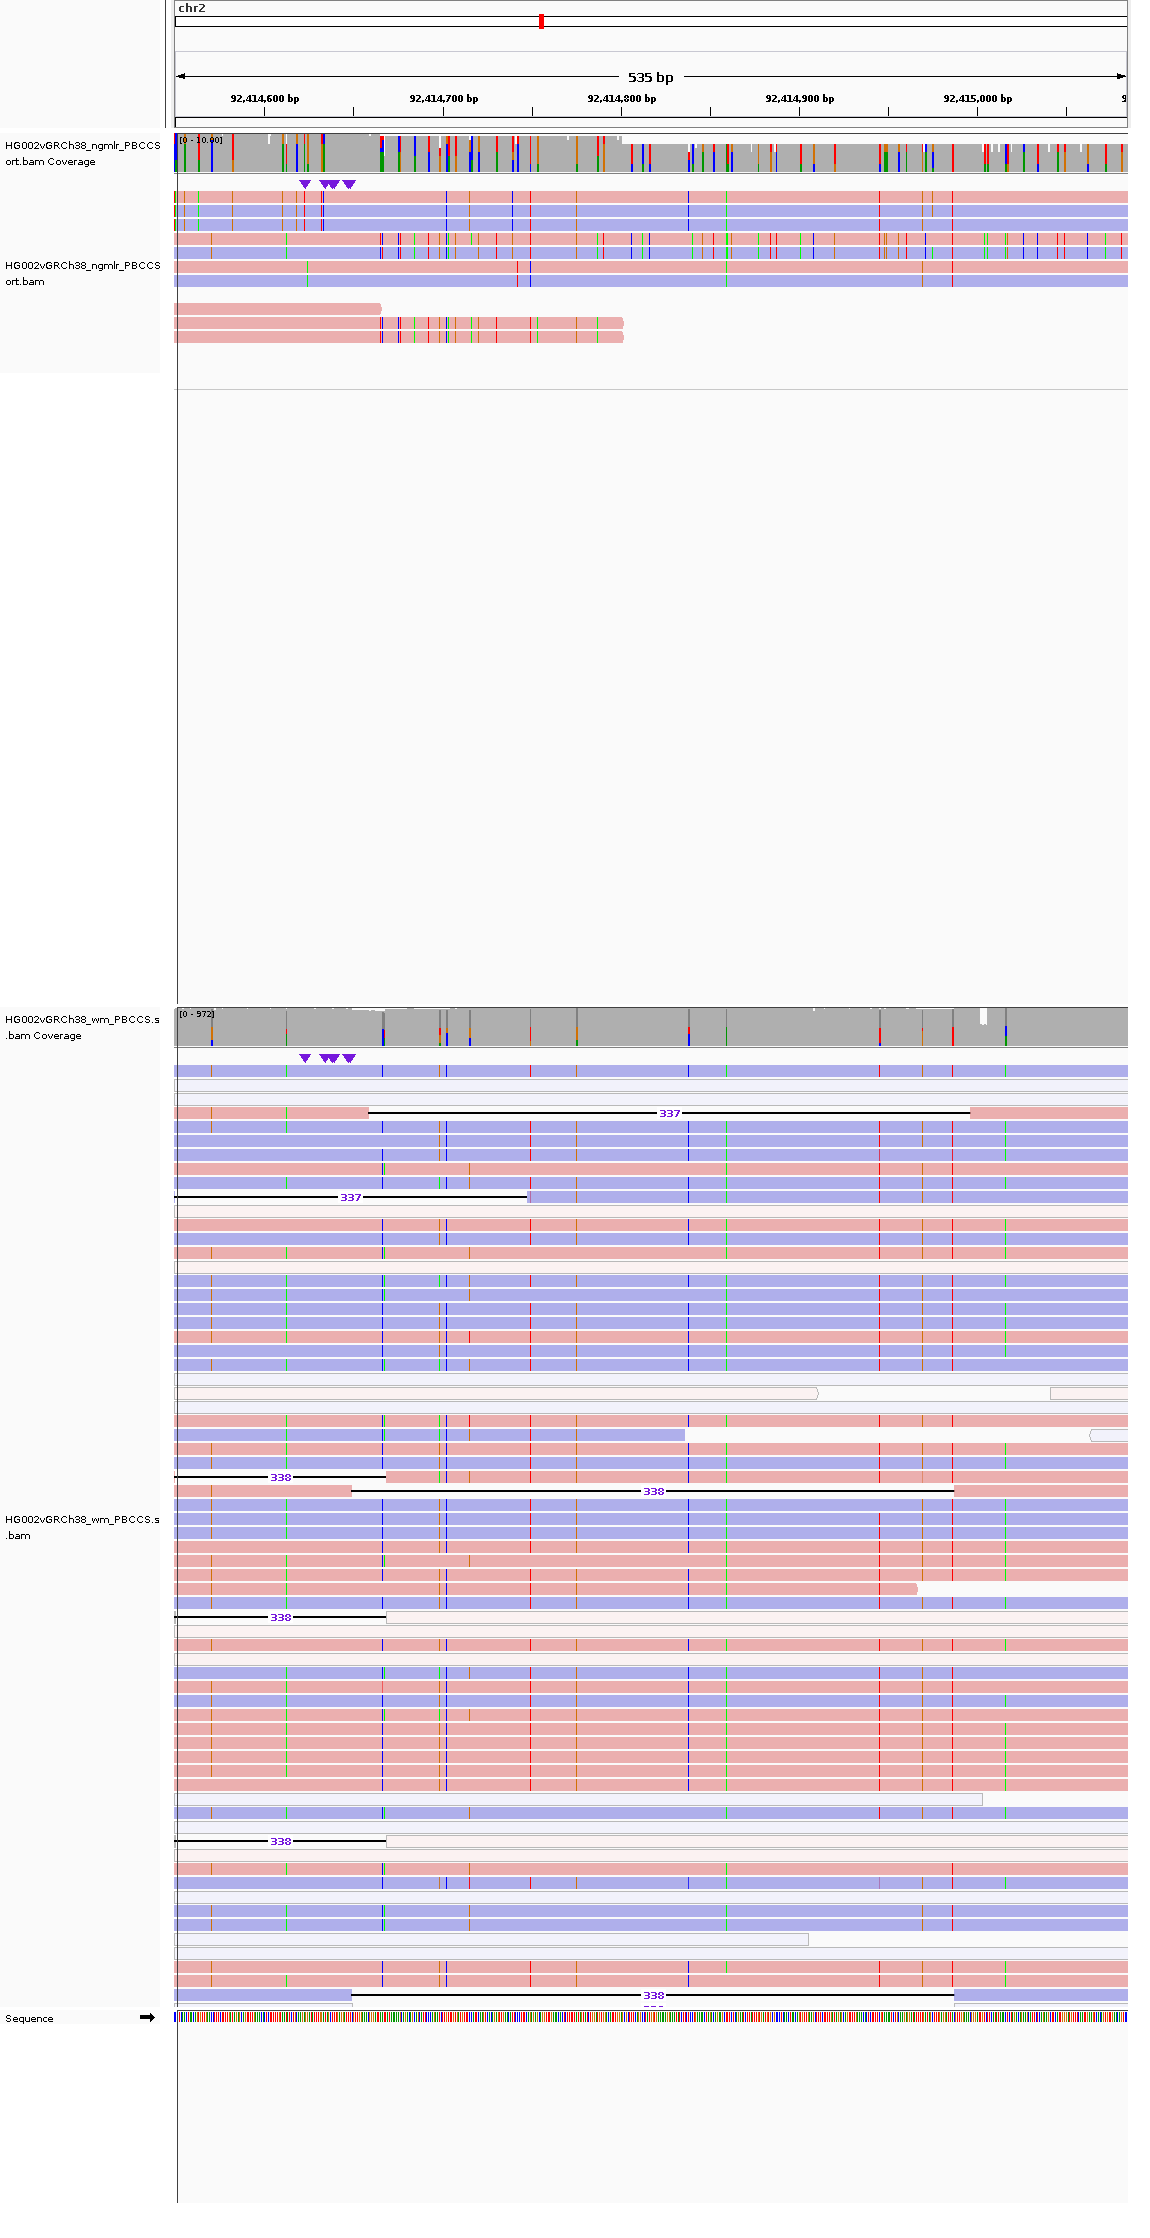 chr2
535 bp
92,414,600 bp 92,414,700 bp 92,414,800 bp 92,414,900 bp 92,415,000 bp 9
HG002vGRCh38_ngmlr_PBCCS
ort.bam Coverage
[0 - 10.00]
HG002vGRCh38_ngmlr_PBCCS
ort.bam
HG002vGRCh38_wm_PBCCS.s
.bam Coverage
[0 - 972]
337
337
338
338
HG002vGRCh38_wm_PBCCS.s
.bam
338
338
338
Sequence